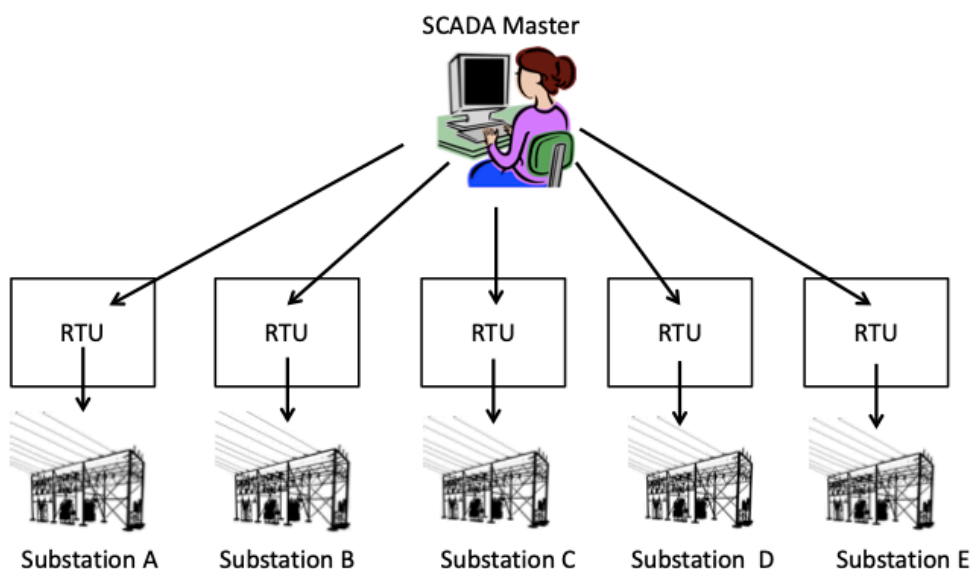 SCADA Master
RTU
RTU
RTU
RTU
RTU
Substation A
Substation B
Substation C
Substation D
Substation E